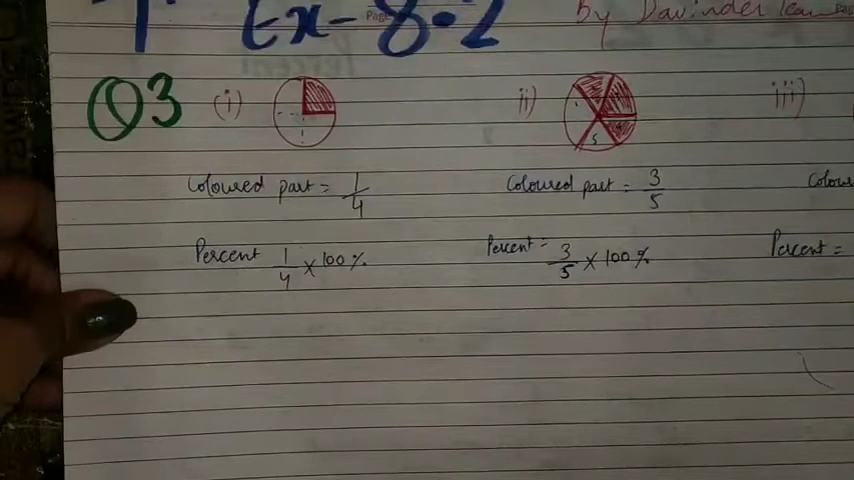 Ex-8.2 by Davinder
Q3 (i) ii) iii)
5
Coloured part = 1/4 Coloured part = 3/5
Percent 1/4 × 100% Percent = 3/5 × 100% Percent =